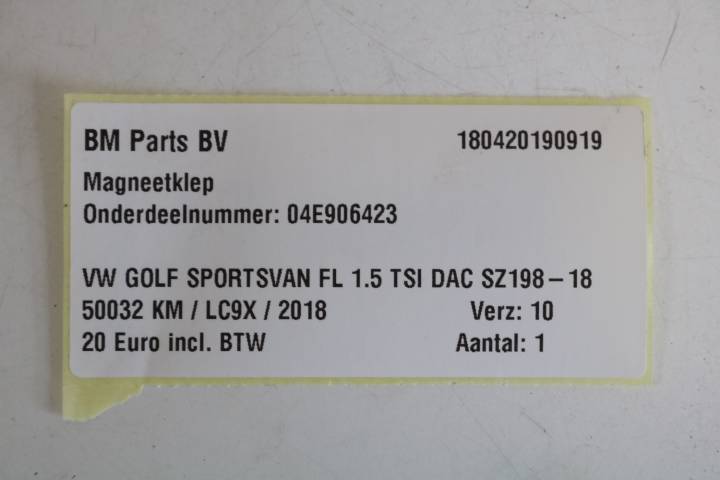 BM Parts BV 180420190919
Magneetklep
Onderdeelnummer: 04E906423
VW GOLF SPORTSVAN FL 1.5 TSI DAC SZ198-18
50032 KM / LC9X / 2018 Verz: 10
20 Euro incl. BTW Aantal: 1